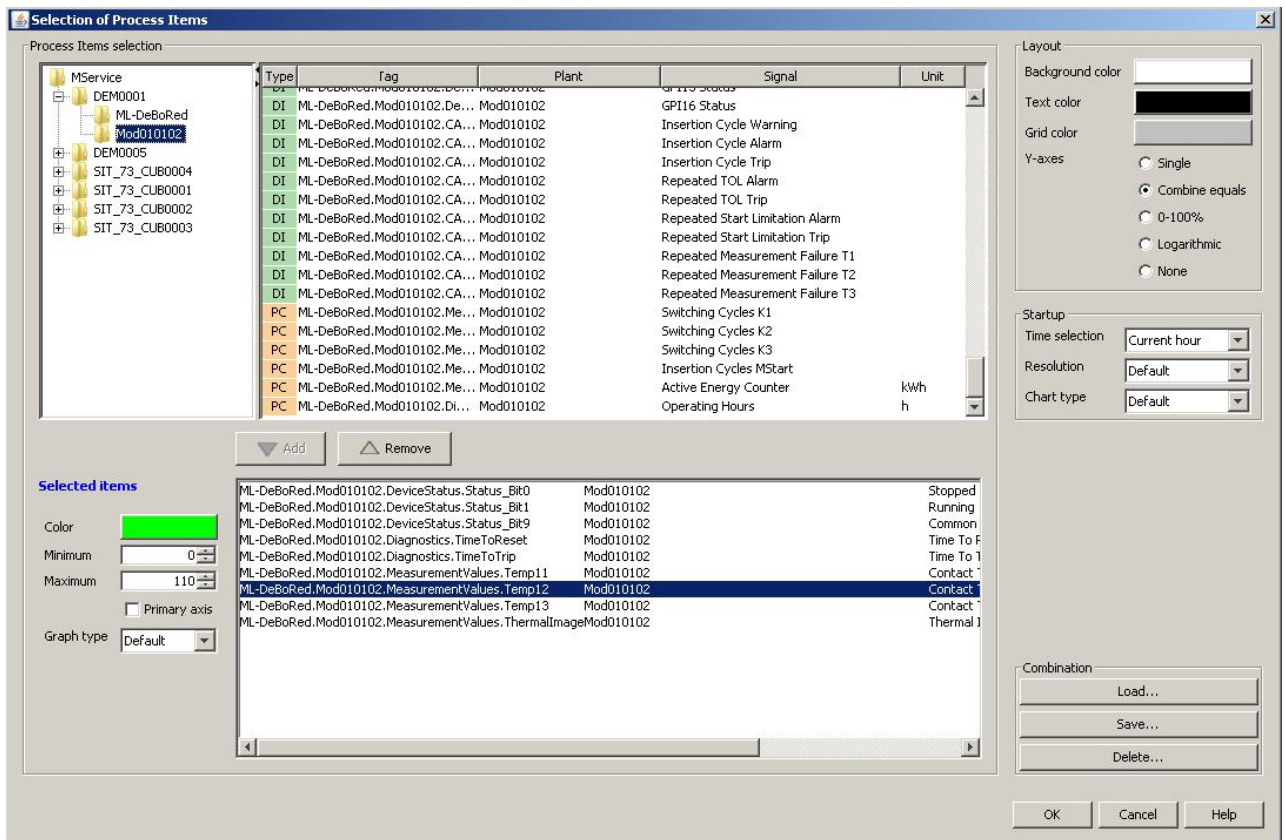 Selection of Process Items
Process Items selection
MService
DEM0001
ML-DeBoRed
Mod010102
DEM0005
SIT_73_CUB0004
SIT_73_CUB0001
SIT_73_CUB0002
SIT_73_CUB0003
Type Tag Plant Signal Unit
DI ML-DeBoRed.Mod010102.De... Mod010102 GPI15 Status
DI ML-DeBoRed.Mod010102.De... Mod010102 GPI16 Status
DI ML-DeBoRed.Mod010102.CA... Mod010102 Insertion Cycle Warning
DI ML-DeBoRed.Mod010102.CA... Mod010102 Insertion Cycle Alarm
DI ML-DeBoRed.Mod010102.CA... Mod010102 Insertion Cycle Trip
DI ML-DeBoRed.Mod010102.CA... Mod010102 Repeated TOL Alarm
DI ML-DeBoRed.Mod010102.CA... Mod010102 Repeated TOL Trip
DI ML-DeBoRed.Mod010102.CA... Mod010102 Repeated Start Limitation Alarm
DI ML-DeBoRed.Mod010102.CA... Mod010102 Repeated Start Limitation Trip
DI ML-DeBoRed.Mod010102.CA... Mod010102 Repeated Measurement Failure T1
DI ML-DeBoRed.Mod010102.CA... Mod010102 Repeated Measurement Failure T2
DI ML-DeBoRed.Mod010102.CA... Mod010102 Repeated Measurement Failure T3
PC ML-DeBoRed.Mod010102.Me... Mod010102 Switching Cycles K1
PC ML-DeBoRed.Mod010102.Me... Mod010102 Switching Cycles K2
PC ML-DeBoRed.Mod010102.Me... Mod010102 Switching Cycles K3
PC ML-DeBoRed.Mod010102.Me... Mod010102 Insertion Cycles MStart
PC ML-DeBoRed.Mod010102.Me... Mod010102 Active Energy Counter kWh
PC ML-DeBoRed.Mod010102.Di... Mod010102 Operating Hours h
Add Remove
Selected items
Color
Minimum 0
Maximum 110
Primary axis
Graph type Default
ML-DeBoRed.Mod010102.DeviceStatus.Status_Bit0 Mod010102 Stopped
ML-DeBoRed.Mod010102.DeviceStatus.Status_Bit1 Mod010102 Running
ML-DeBoRed.Mod010102.DeviceStatus.Status_Bit9 Mod010102 Common
ML-DeBoRed.Mod010102.Diagnostics.TimeToReset Mod010102 Time To
ML-DeBoRed.Mod010102.Diagnostics.TimeToTrip Mod010102 Time To
ML-DeBoRed.Mod010102.MeasurementValues.Temp11 Mod010102 Contact
ML-DeBoRed.Mod010102.MeasurementValues.Temp12 Mod010102 Contact
ML-DeBoRed.Mod010102.MeasurementValues.Temp13 Mod010102 Contact
ML-DeBoRed.Mod010102.MeasurementValues.ThermalImageMod010102 Thermal
Layout
Background color
Text color
Grid color
Y-axes
Single
Combine equals
0-100%
Logarithmic
None
Startup
Time selection Current hour
Resolution Default
Chart type Default
Combination
Load...
Save...
Delete...
OK Cancel Help